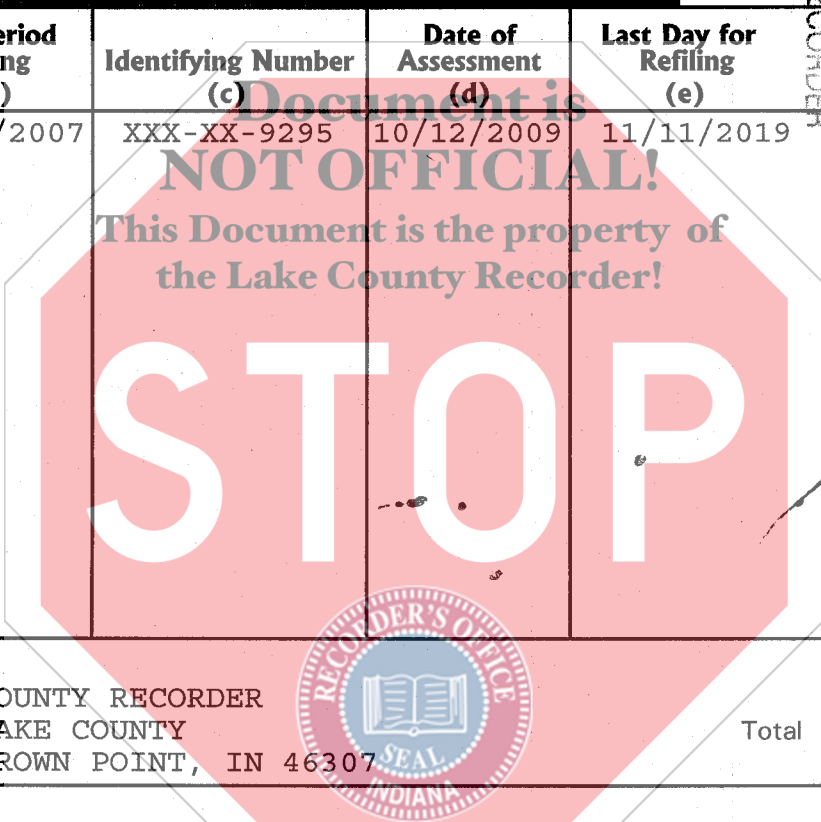 eriod
ng
)
Identifying Number
(c)
Date of
Assessment
(d)
Last Day for
Refiling
(e)
/2007 XXX-XX-9295 10/12/2009 11/11/2019
Document is
NOT OFFICIAL!
This Document is the property of
the Lake County Recorder!
STOP
RECORDER'S OFFICE
SEAL
INDIANA
OUNTY RECORDER
AKE COUNTY
ROWN POINT, IN 46307
Total
CORDER